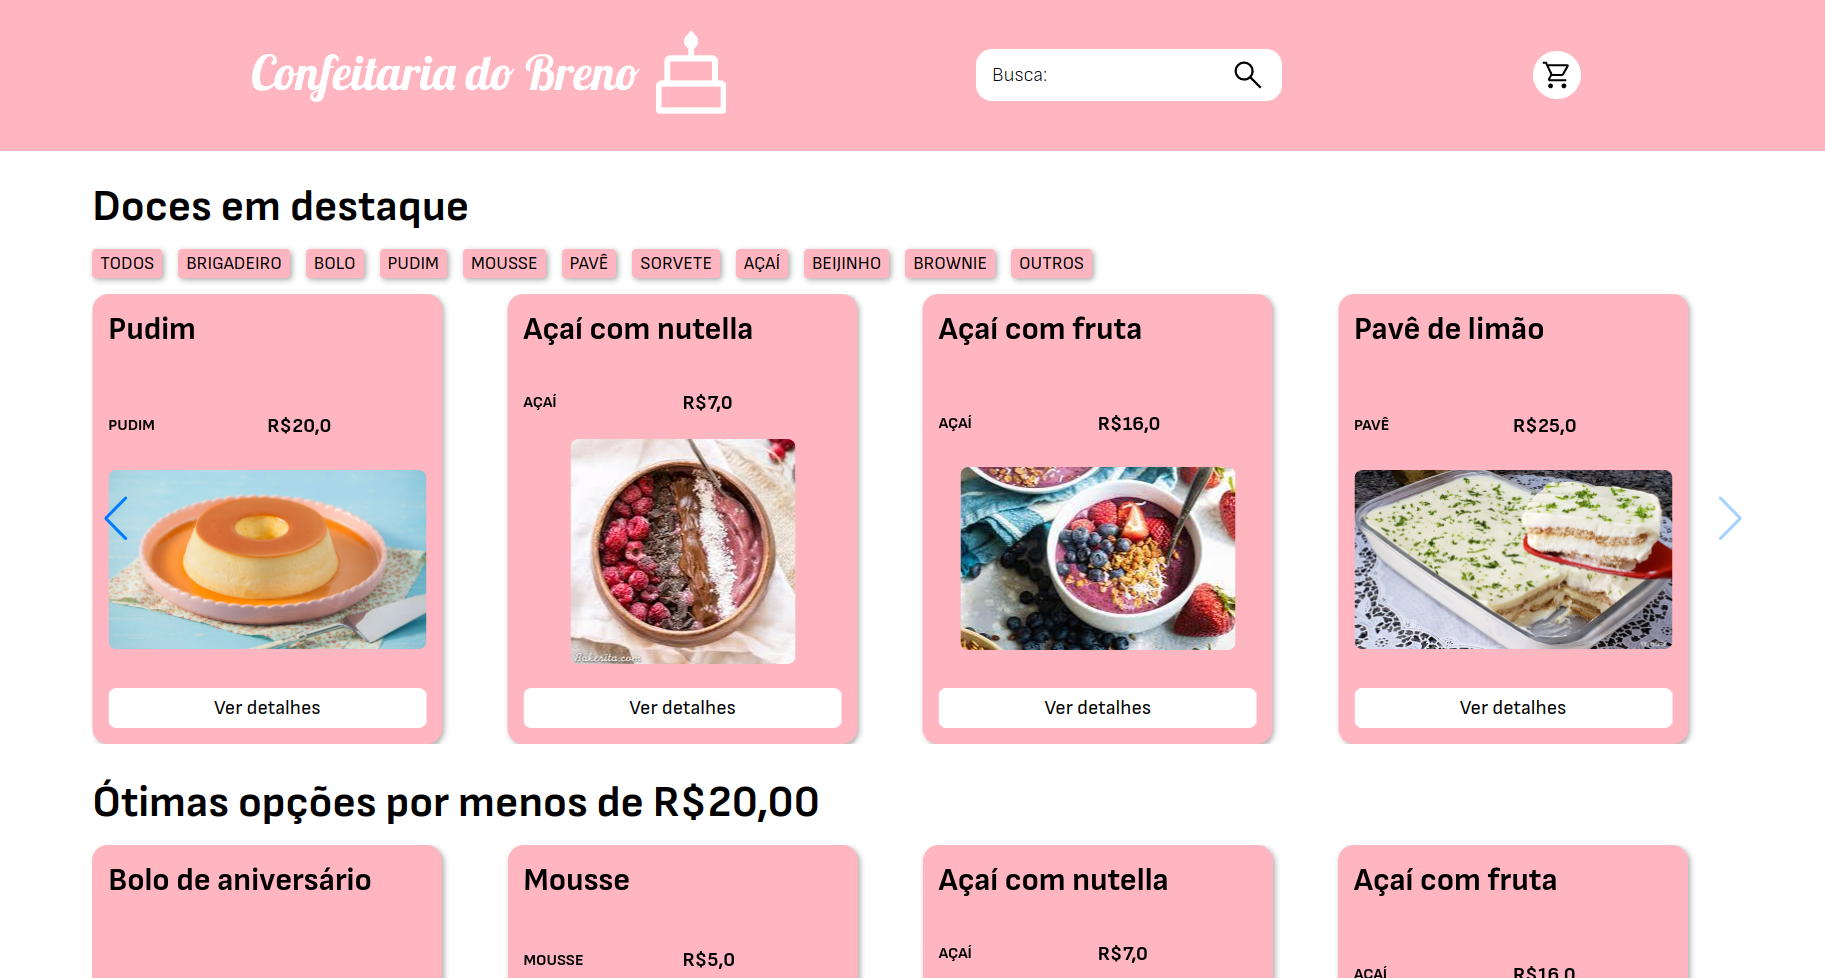 Confeitaria do Breno
Busca:
Doces em destaque
TODOS BRIGADEIRO BOLO PUDIM MOUSSE PAVÊ SORVETE AÇAÍ BEIJINHO BROWNIE OUTROS
Pudim
PUDIM R$20,0
Ver detalhes
Açaí com nutella
AÇAÍ R$7,0
Bakerita.com
Ver detalhes
Açaí com fruta
AÇAÍ R$16,0
Ver detalhes
Pavê de limão
PAVÊ R$25,0
Ver detalhes
Ótimas opções por menos de R$20,00
Bolo de aniversário
Mousse
MOUSSE R$5,0
Açaí com nutella
AÇAÍ R$7,0
Açaí com fruta
AÇAÍ R$16,0